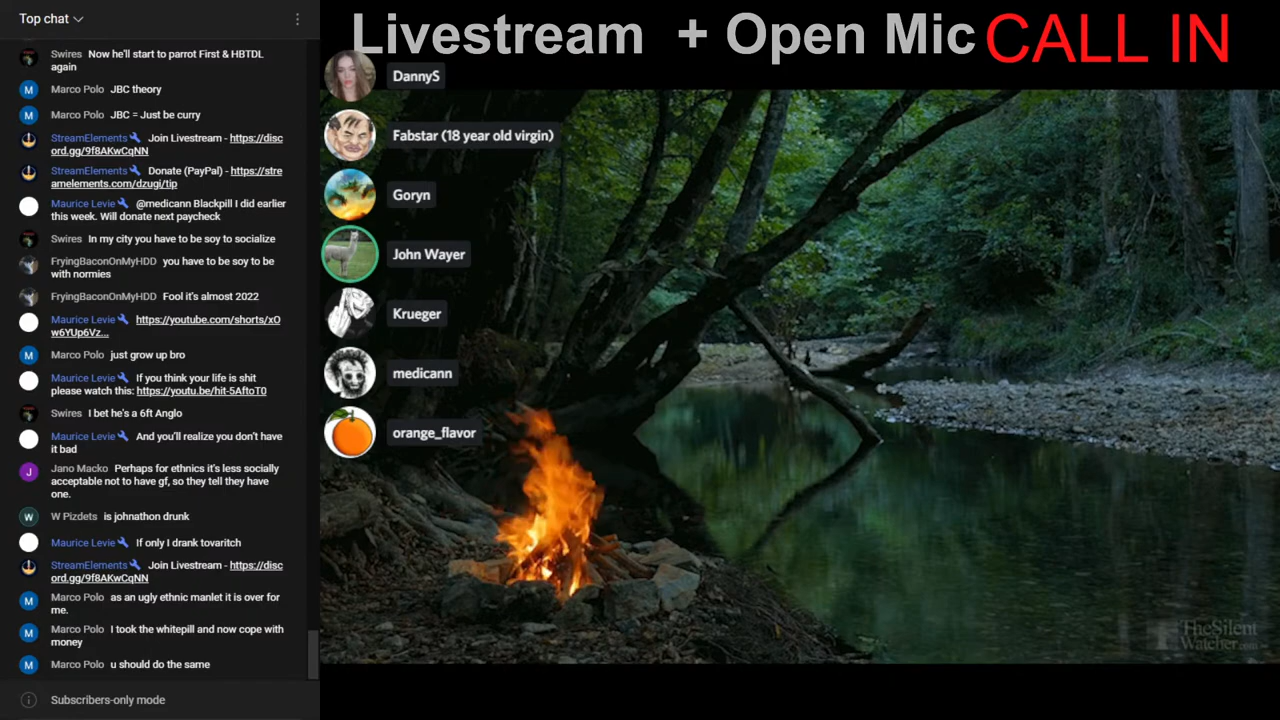 Top chat
Swires Now he'll start to parrot First & HBTDL
again
Marco Polo JBC theory
Marco Polo JBC = Just be curry
StreamElements Join Livestream - https://disc
ord.gg/9f8AKwCqNN
StreamElements Donate (PayPal) - https://stre
amelements.com/dzugi/tip
Maurice Levie @medicann Blackpill I did earlier
this week. Will donate next paycheck
Swires In my city you have to be soy to socialize
FryingBaconOnMyHDD you have to be soy to be
with normies
FryingBaconOnMyHDD Fool it's almost 2022
Maurice Levie https://youtube.com/shorts/xO
w6YUp6Vz...
Marco Polo just grow up bro
Maurice Levie If you think your life is shit
please watch this: https://youtu.be/hit-5AftoT0
Swires I bet he's a 6ft Anglo
Maurice Levie And you'll realize you don't have
it bad
J
Jano Macko Perhaps for ethnics it's less socially
acceptable not to have gf, so they tell they have
one.
W
W Pizdets is johnathon drunk
Maurice Levie If only I drank tovaritch
StreamElements Join Livestream - https://disc
ord.gg/9f8AKwCqNN
Marco Polo as an ugly ethnic manlet it is over for
me.
Marco Polo I took the whitepill and now cope with
money
Marco Polo u should do the same
Subscribers-only mode
Livestream + Open Mic CALL IN
DannyS
Fabstar (18 year old virgin)
Goryn
John Wayer
Krueger
medicann
orange_flavor
TheSilent
Watcher.com